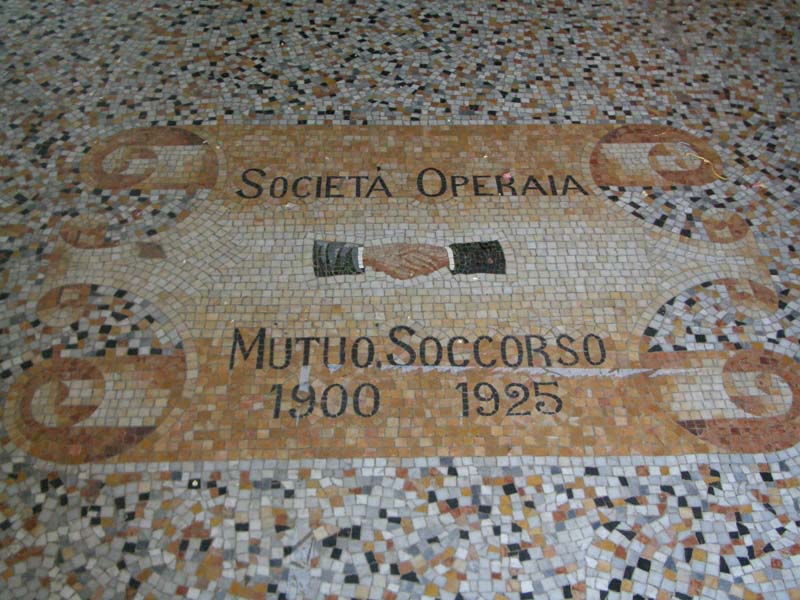 SOCIETÀ OPERAIA
MUTUO. SOCCORSO
1900 1925